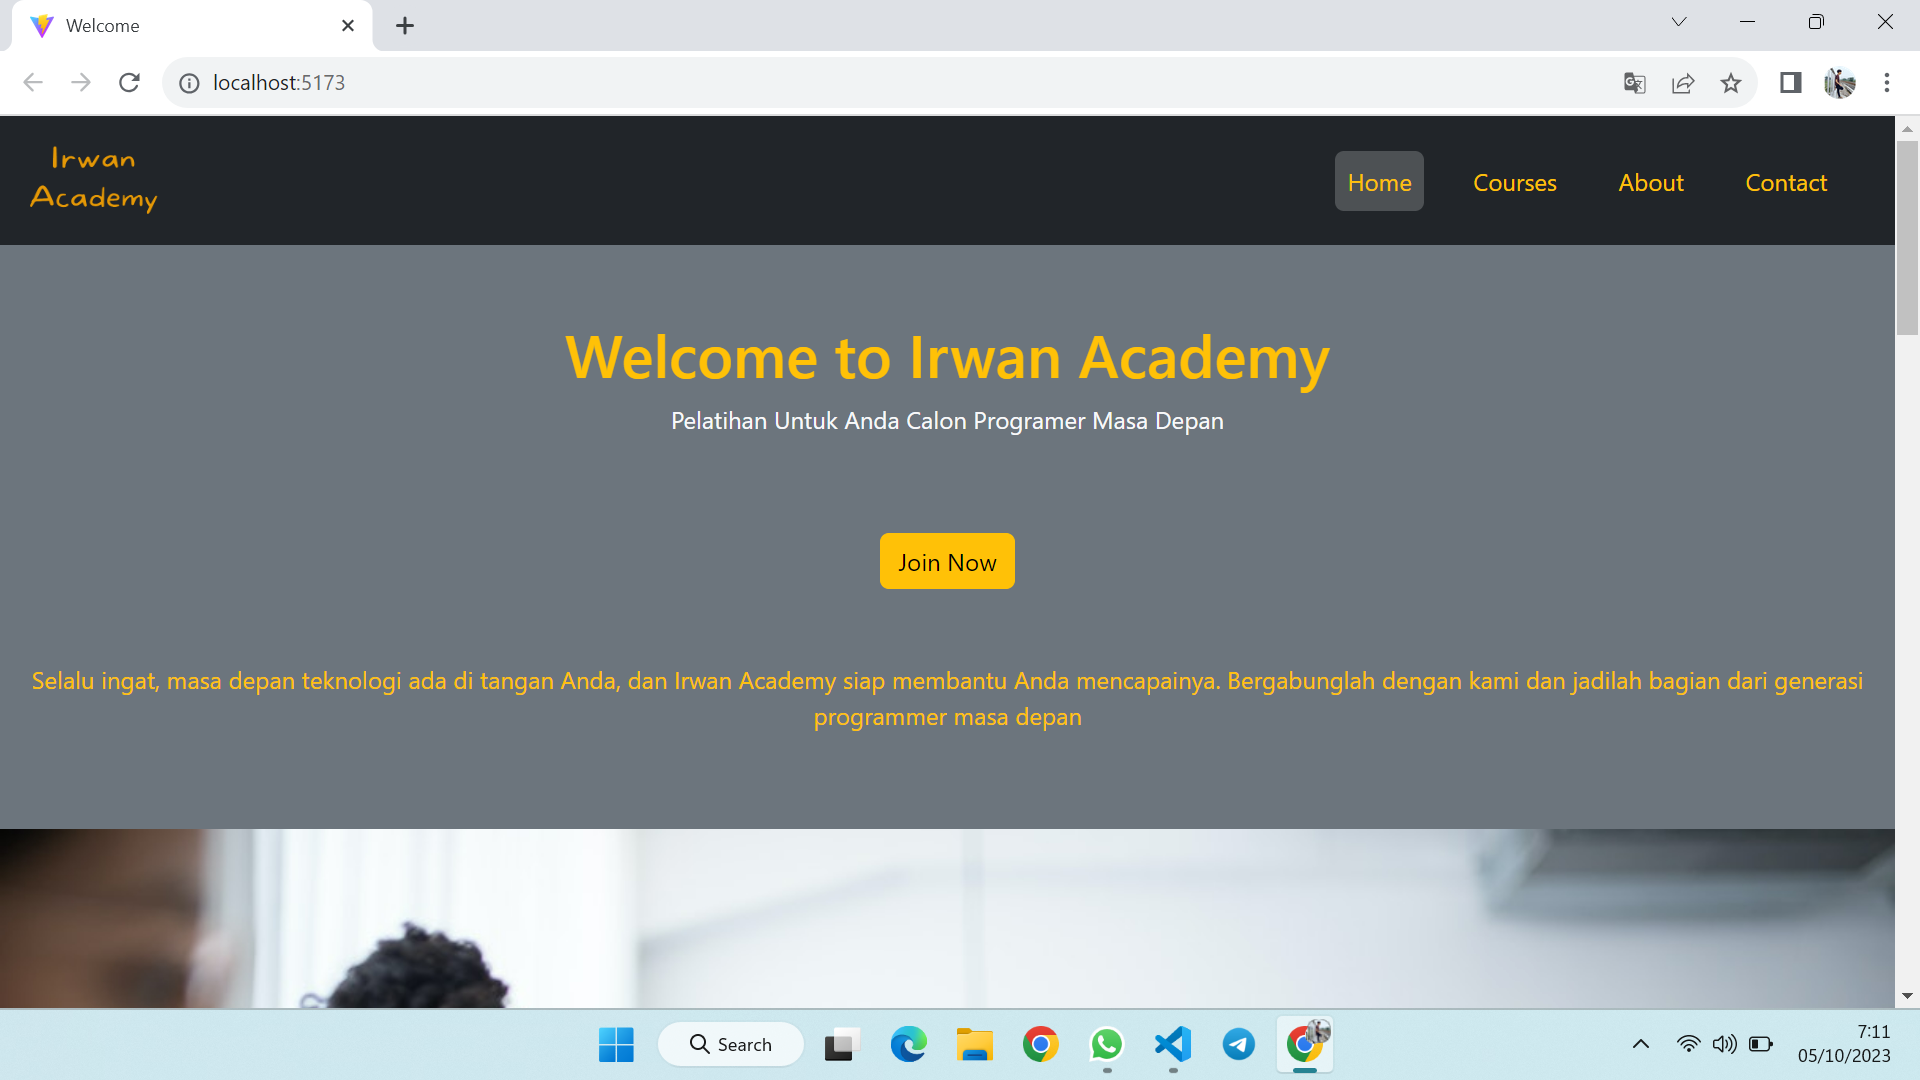 Welcome
localhost:5173
Irwan
Academy
Home
Courses
About
Contact
Welcome to Irwan Academy
Pelatihan Untuk Anda Calon Programer Masa Depan
Join Now
Selalu ingat, masa depan teknologi ada di tangan Anda, dan Irwan Academy siap membantu Anda mencapainya. Bergabunglah dengan kami dan jadilah bagian dari generasi
programmer masa depan
Search
7:11
05/10/2023